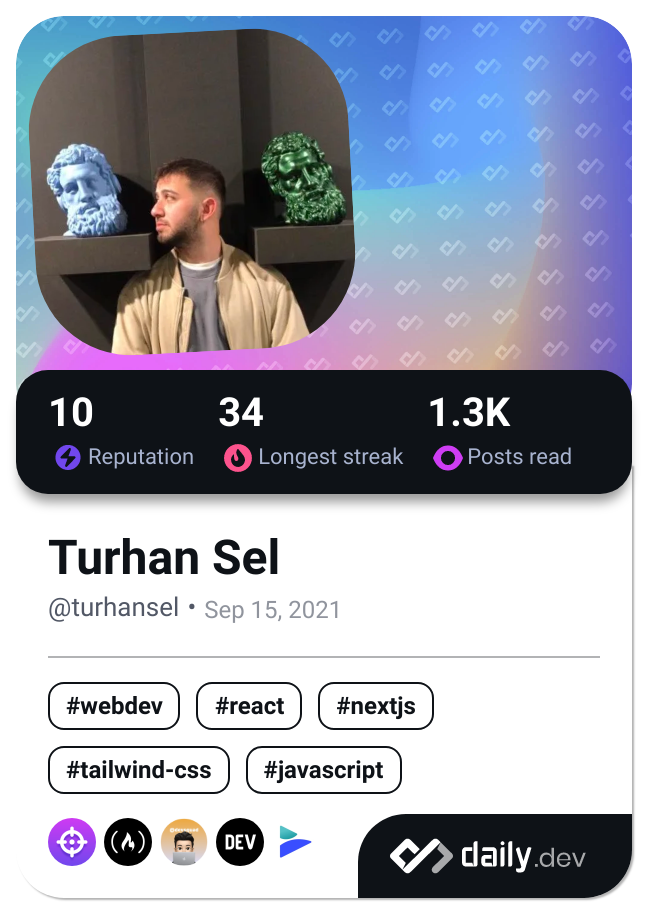 10 34 1.3K
Reputation Longest streak Posts read
Turhan Sel
@turhansel • Sep 15, 2021
#webdev #react #nextjs
#tailwind-css #javascript
DEV daily.dev